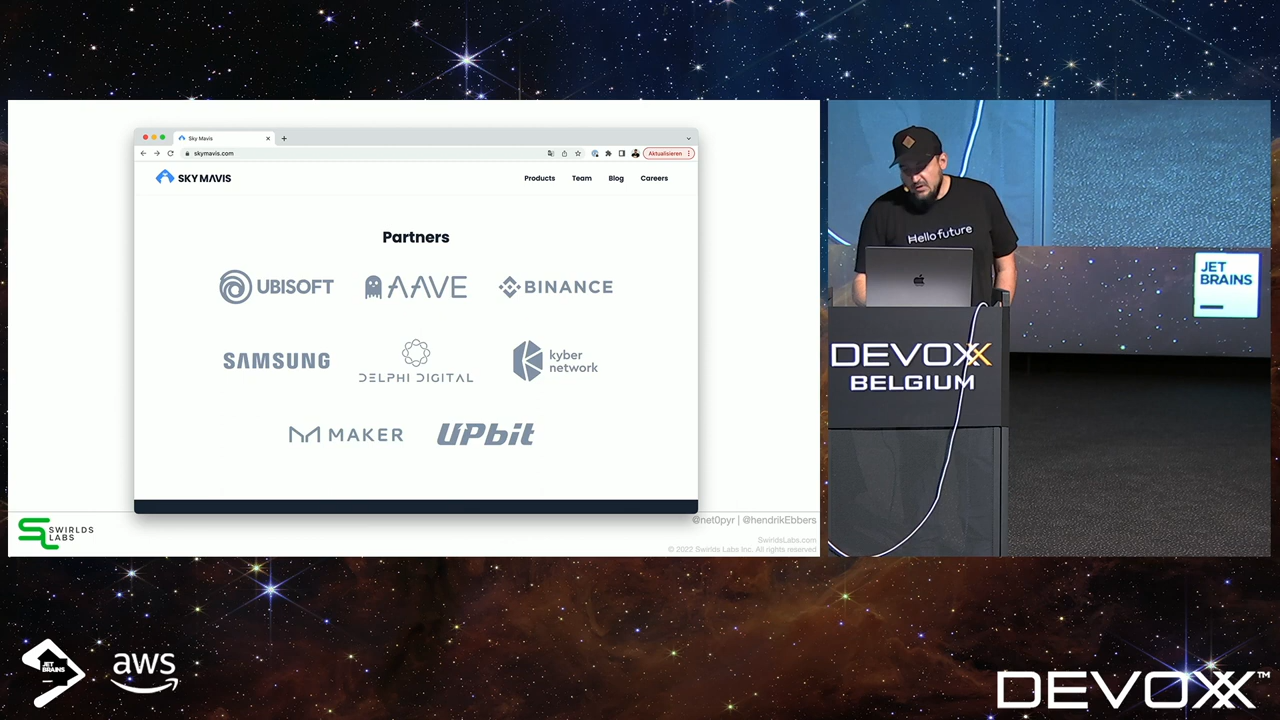 Sky Mavis
skymavis.com
Aktualisieren
SKY MAVIS
Products Team Blog Careers
Partners
UBISOFT AAVE BINANCE
SAMSUNG DELPHI DIGITAL kyber network
MAKER UPbit
SWIRLDS
LABS
@net0pyr | @hendrikEbbers
SwirldsLabs.com
© 2022 Swirlds Labs Inc. All rights reserved
Hello future
JET
BRAINS
DEVOXX
BELGIUM
JET
BRAINS
aws
DEVOXX™